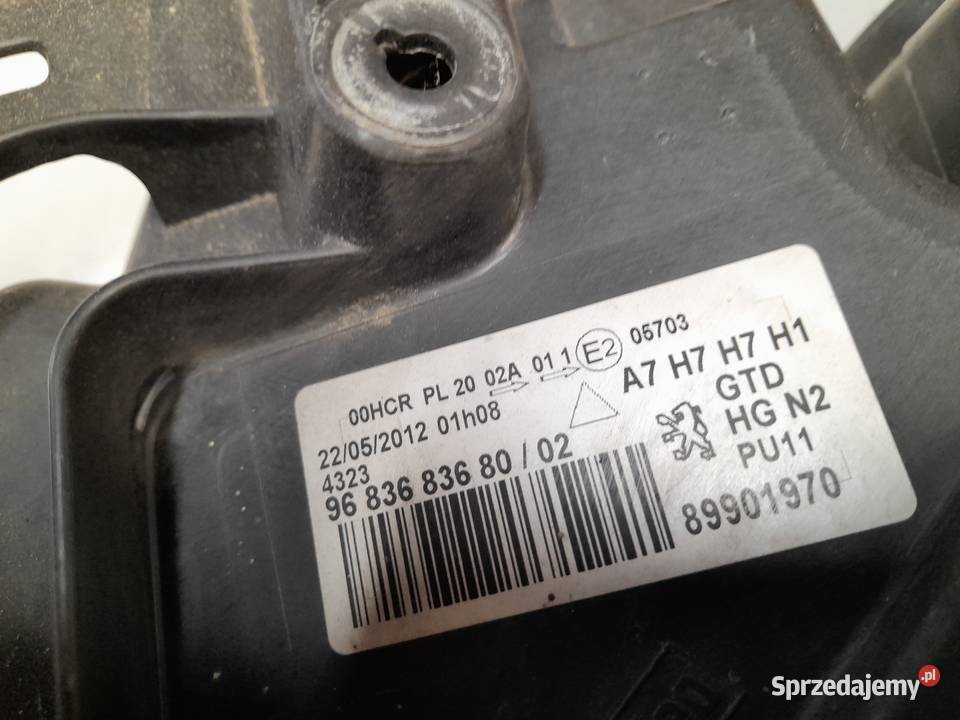 00HCR PL 20 02A 01 1 E2 05703
22/05/2012 01h08
4323
96 836 836 80 / 02
A7 H7 H7 H1
GTD
HG N2
PU11
89901970
Sprzedajemy.pl